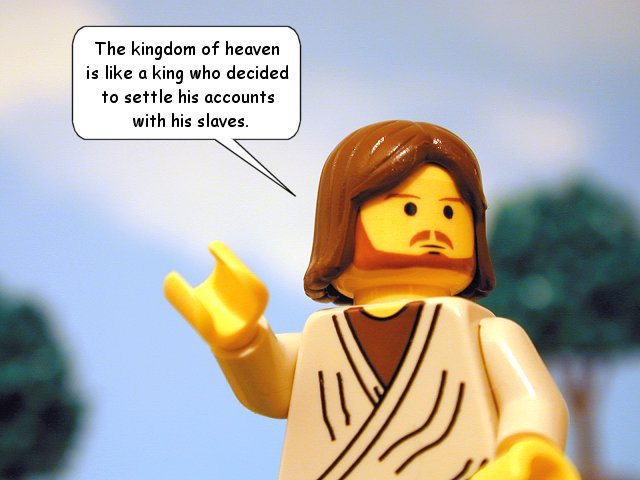 The kingdom of heaven
is like a king who decided
to settle his accounts
with his slaves.